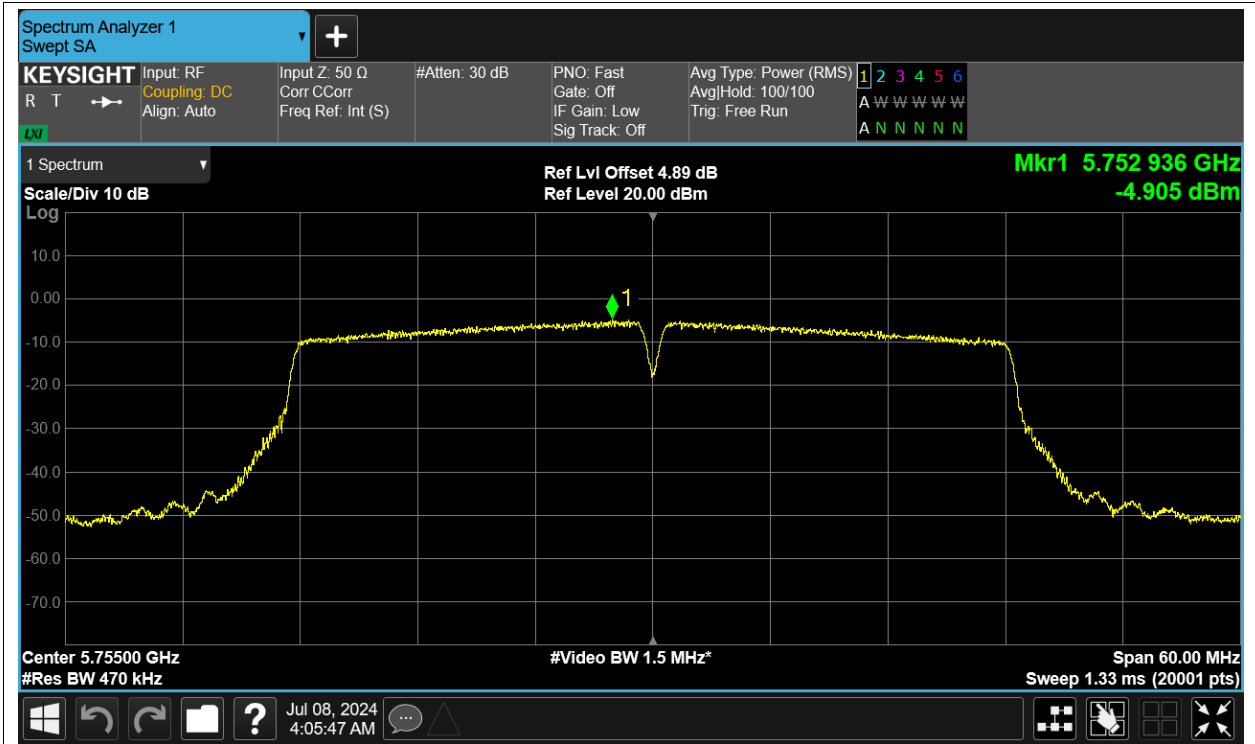 Spectrum Analyzer 1
Swept SA
KEYSIGHT
R T
LXI
Input: RF
Coupling: DC
Align: Auto
Input Z: 50 Ω
Corr CCorr
Freq Ref: Int (S)
#Atten: 30 dB
PNO: Fast
Gate: Off
IF Gain: Low
Sig Track: Off
Avg Type: Power (RMS)
Avg|Hold: 100/100
Trig: Free Run
1 2 3 4 5 6
A W W W W W
A N N N N N
1 Spectrum
Scale/Div 10 dB
Log
Ref Lvl Offset 4.89 dB
Ref Level 20.00 dBm
Mkr1 5.752 936 GHz
-4.905 dBm
10.0
0.00
1
-10.0
-20.0
-30.0
-40.0
-50.0
-60.0
-70.0
Center 5.75500 GHz
#Video BW 1.5 MHz*
Span 60.00 MHz
#Res BW 470 kHz
Sweep 1.33 ms (20001 pts)
?
Jul 08, 2024
4:05:47 AM